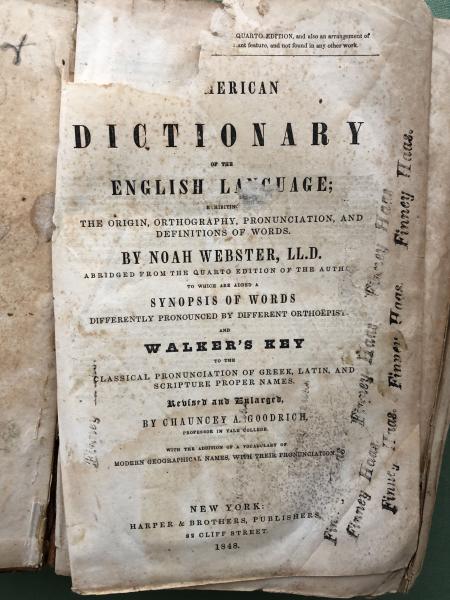 QUARTO EDITION, and also an arrangement of
ant feature, and not found in any other work.
MERICAN
DICTIONARY
OF THE
ENGLISH LANGUAGE;
EXHIBITING
THE ORIGIN, ORTHOGRAPHY, PRONUNCIATION, AND
DEFINITIONS OF WORDS.
BY NOAH WEBSTER, LL.D.
ABRIDGED FROM THE QUARTO EDITION OF THE AUTHO
TO WHICH ARE ADDED A
SYNOPSIS OF WORDS
DIFFERENTLY PRONOUNCED BY DIFFERENT ORTHOËPIST
AND
WALKER'S KEY
TO THE
CLASSICAL PRONUNCIATION OF GREEK, LATIN, AND
SCRIPTURE PROPER NAMES.
Revised and Enlarged,
BY CHAUNCEY A. GOODRICH,
PROFESSOR IN YALE COLLEGE.
WITH THE ADDITION OF A VOCABULARY OF
MODERN GEOGRAPHICAL NAMES, WITH THEIR PRONUNCIATION.
NEW YORK:
HARPER & BROTHERS, PUBLISHERS,
82 CLIFF STREET.
1848.
Finney
Finney Haas.
Finney Haas
Finney Haas.
Finney Haas
Finney Haas.
Finney Haas
Haas.